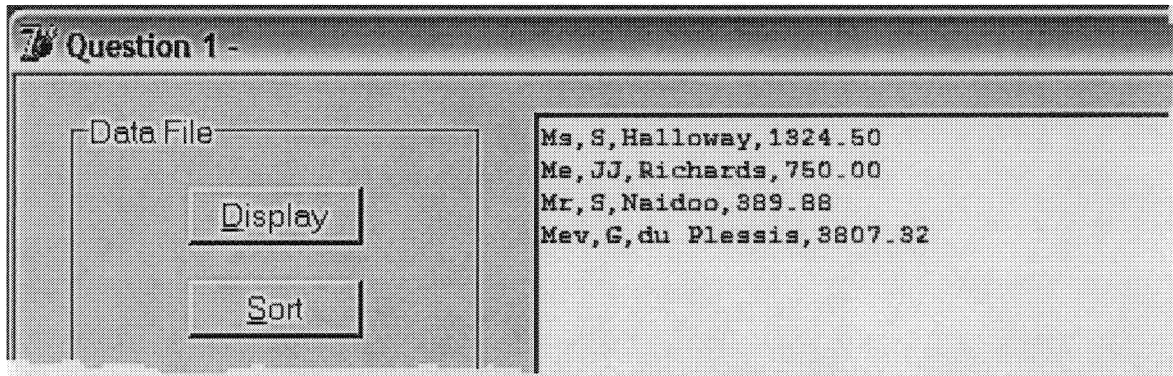 Question 1 -
Data File
Display
Sort
Ms,S,Halloway,1324.50
Me,JJ,Richards,750.00
Mr,S,Naidoo,389.88
Mev,G,du Plessis,3807.32